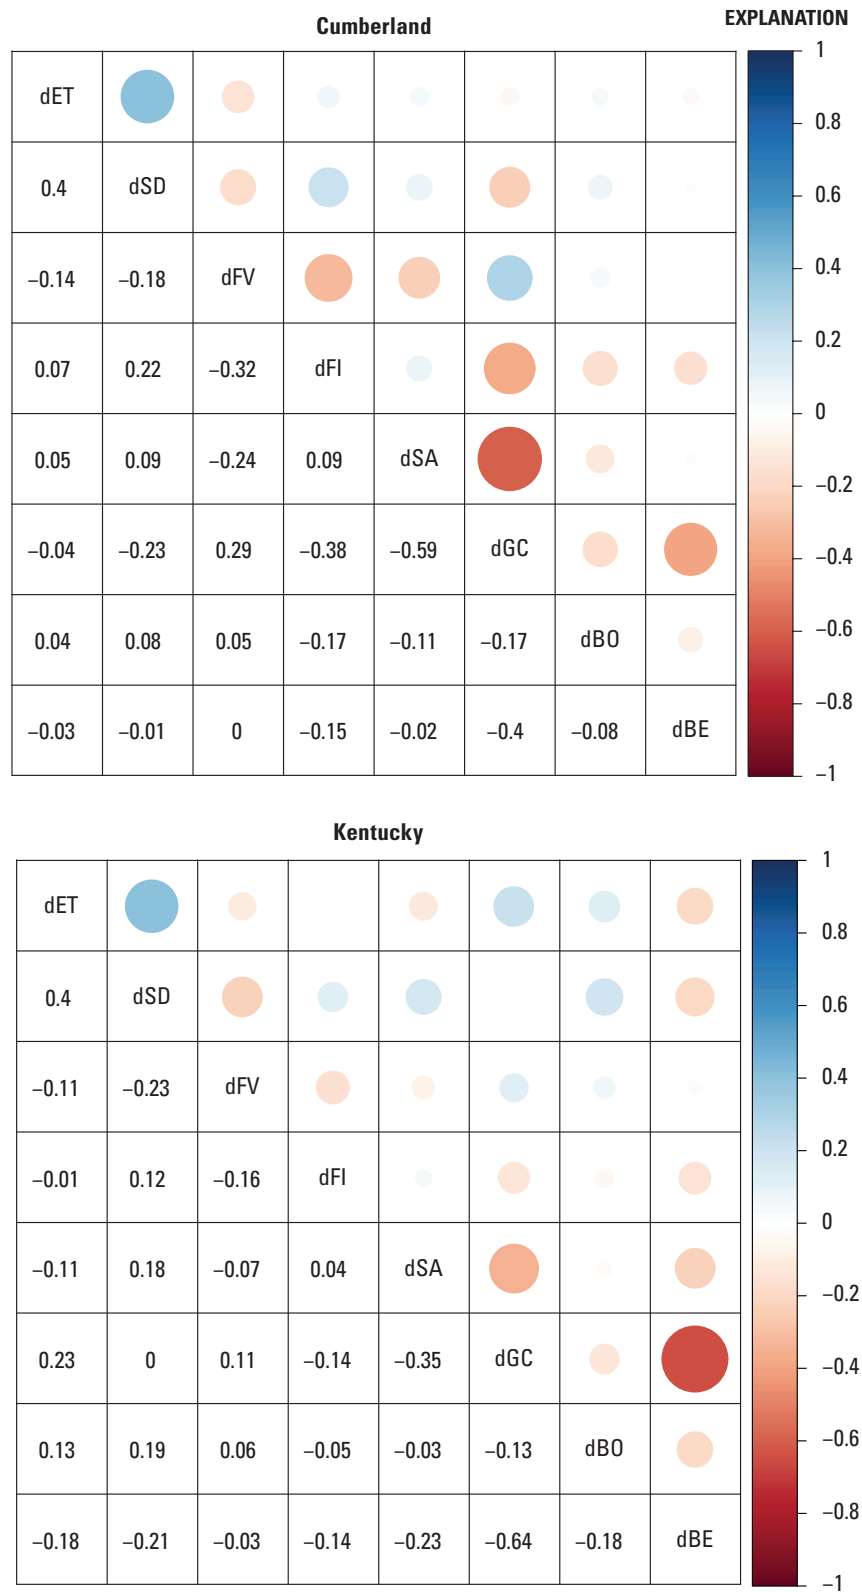 Cumberland
EXPLANATION
dET
0.4 dSD
−0.14 −0.18 dFV
0.07 0.22 −0.32 dFI
0.05 0.09 −0.24 0.09 dSA
−0.04 −0.23 0.29 −0.38 −0.59 dGC
0.04 0.08 0.05 −0.17 −0.11 −0.17 dBO
−0.03 −0.01 0 −0.15 −0.02 −0.4 −0.08 dBE
1
0.8
0.6
0.4
0.2
0
−0.2
−0.4
−0.6
−0.8
−1
Kentucky
dET
0.4 dSD
−0.11 −0.23 dFV
−0.01 0.12 −0.16 dFI
−0.11 0.18 −0.07 0.04 dSA
0.23 0 0.11 −0.14 −0.35 dGC
0.13 0.19 0.06 −0.05 −0.03 −0.13 dBO
−0.18 −0.21 −0.03 −0.14 −0.23 −0.64 −0.18 dBE
1
0.8
0.6
0.4
0.2
0
−0.2
−0.4
−0.6
−0.8
−1